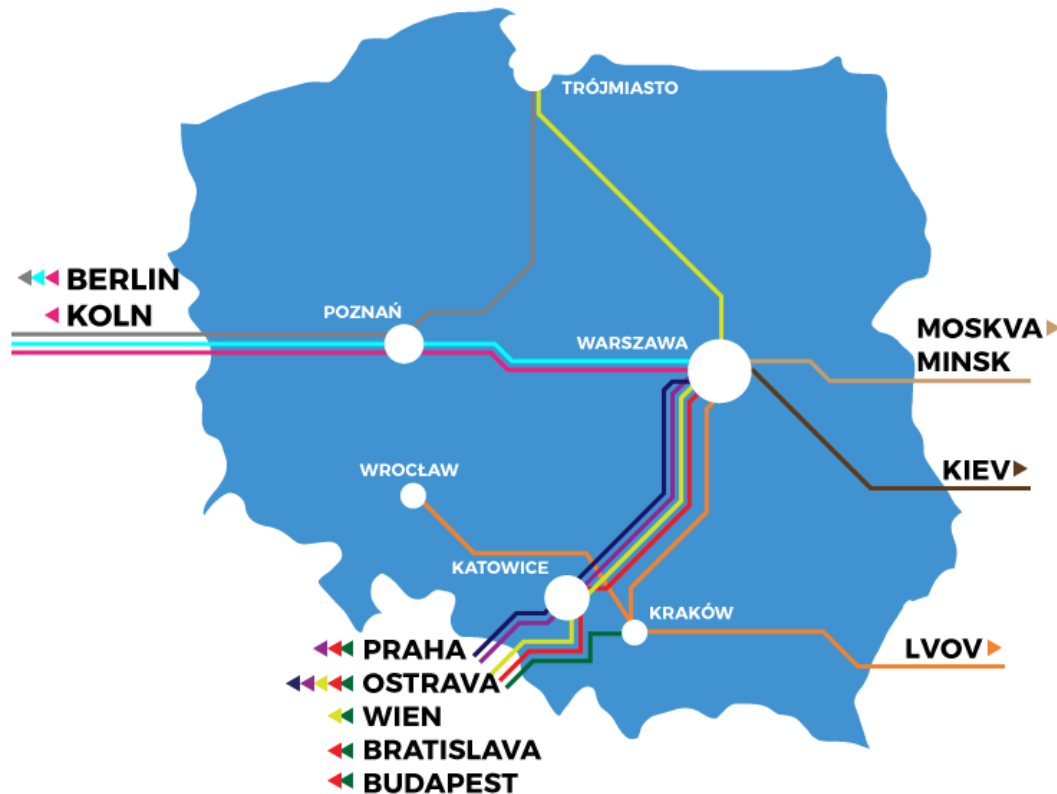 TRÓJMIASTO
BERLIN
KOLN
POZNAŃ
WARSZAWA
MOSKVA
MINSK
KIEV
WROCŁAW
KATOWICE
KRAKÓW
LVOV
PRAHA
OSTRAVA
WIEN
BRATISLAVA
BUDAPEST